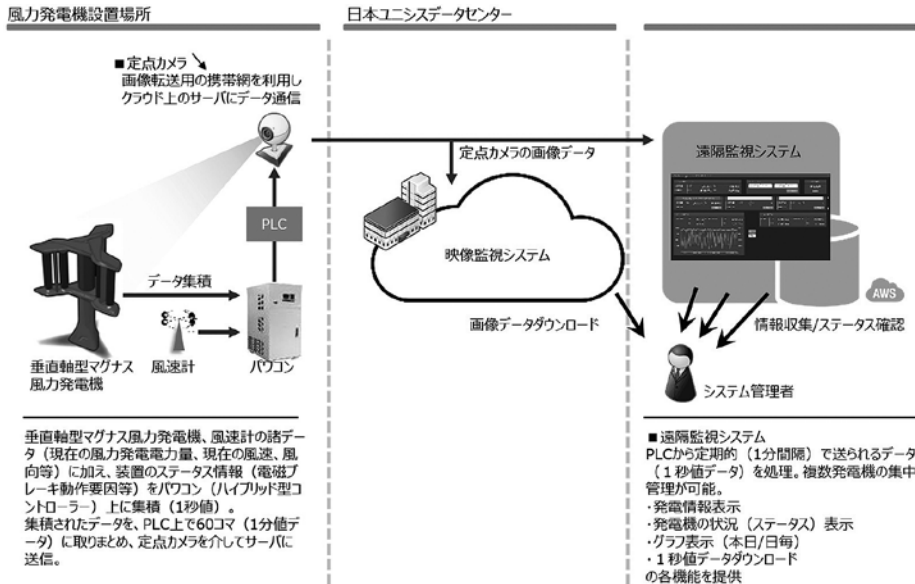 風力発電機設置場所
日本ユニシスデータセンター
■定点カメラ
画像転送用の携帯網を利用し
クラウド上のサーバにデータ通信
定点カメラの画像データ
遠隔監視システム
PLC
映像監視システム
データ集積
AWS
画像データダウンロード
情報収集/ステータス確認
垂直軸型マグナス
風力発電機
風速計
パワコン
システム管理者
垂直軸型マグナス風力発電機、風速計の諸デー
タ（現在の風力発電電力量、現在の風速、風
向等）に加え、装置のステータス情報（電磁ブ
レーキ動作要因等）をパワコン（ハイブリッド型コ
ントローラー）上に集積（1秒値）。
集積されたデータを、PLC上で60コマ（1分値デ
ータ）に取りまとめ、定点カメラを介してサーバに
送信。
■遠隔監視システム
PLCから定期的（1分間隔）で送られるデータ
（１秒値データ）を処理。複数発電機の集中
管理が可能。
・発電情報表示
・発電機の状況（ステータス）表示
・グラフ表示（本日/日毎）
・１秒値データダウンロード
の各機能を提供